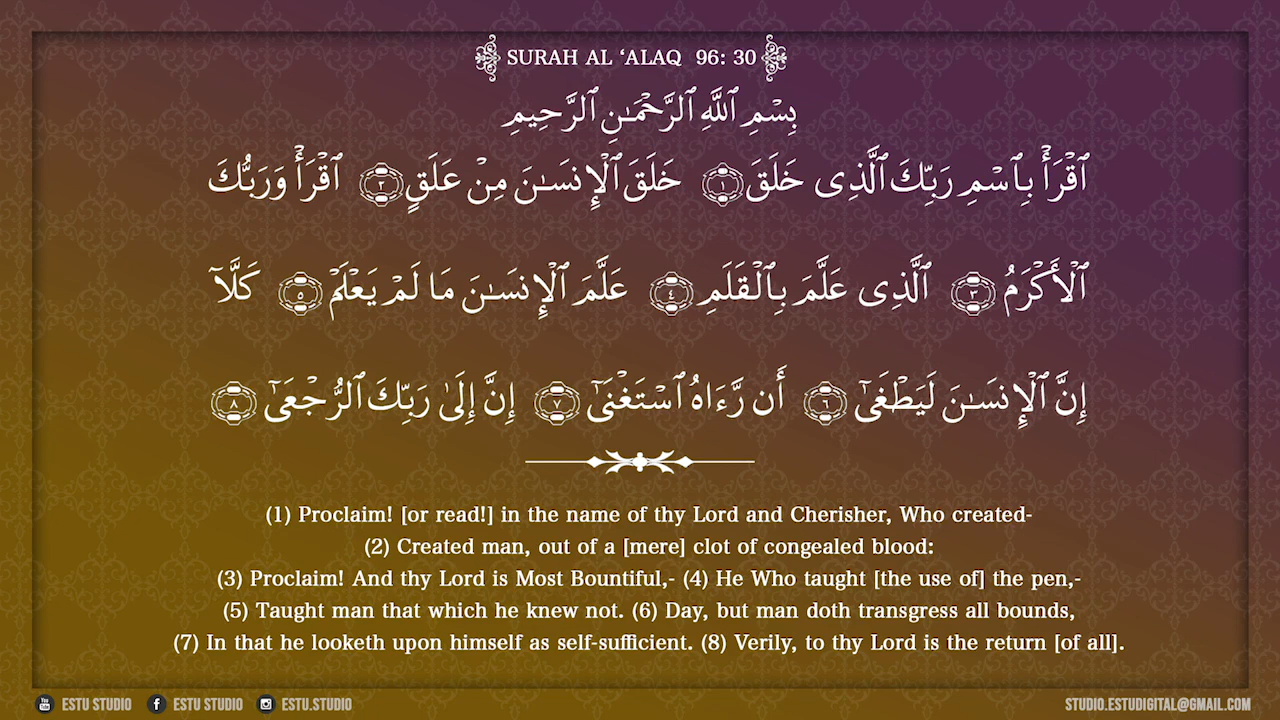 SURAH AL ‘ALAQ 96: 30
بِسْمِ ٱللَّهِ ٱلرَّحْمَـٰنِ ٱلرَّحِيمِ
ٱقْرَأْ بِٱسْمِ رَبِّكَ ٱلَّذِى خَلَقَ ١ خَلَقَ ٱلْإِنسَـٰنَ مِنْ عَلَقٍ ٢ ٱقْرَأْ وَرَبُّكَ
ٱلْأَكْرَمُ ٣ ٱلَّذِى عَلَّمَ بِٱلْقَلَمِ ٤ عَلَّمَ ٱلْإِنسَـٰنَ مَا لَمْ يَعْلَمْ ٥ كَلَّآ
إِنَّ ٱلْإِنسَـٰنَ لَيَطْغَىٰٓ ٦ أَن رَّءَاهُ ٱسْتَغْنَىٰٓ ٧ إِنَّ إِلَىٰ رَبِّكَ ٱلرُّجْعَىٰٓ ٨
(1) Proclaim! [or read!] in the name of thy Lord and Cherisher, Who created-
(2) Created man, out of a [mere] clot of congealed blood:
(3) Proclaim! And thy Lord is Most Bountiful,- (4) He Who taught [the use of] the pen,-
(5) Taught man that which he knew not. (6) Day, but man doth transgress all bounds,
(7) In that he looketh upon himself as self-sufficient. (8) Verily, to thy Lord is the return [of all].
You Tube ESTU STUDIO f ESTU STUDIO ESTU.STUDIO STUDIO.ESTUDIGITAL@GMAIL.COM